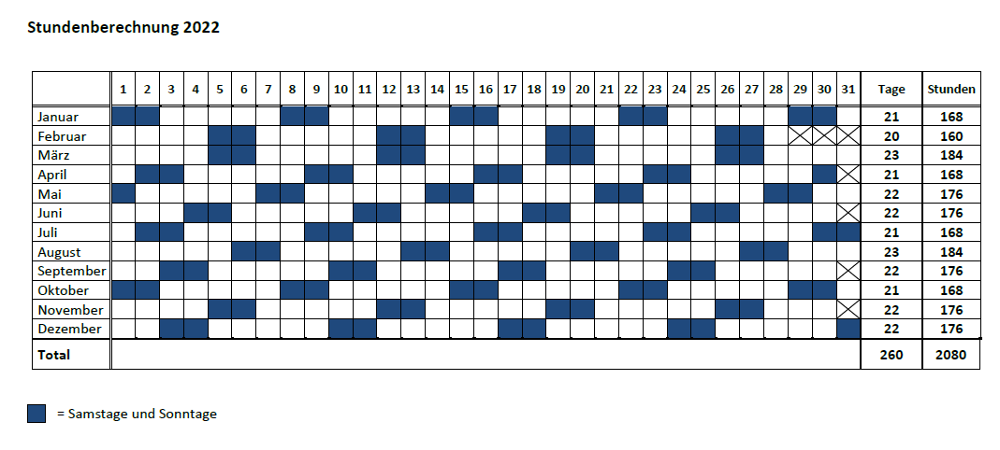 Stundenberechnung 2022
1 2 3 4 5 6 7 8 9 10 11 12 13 14 15 16 17 18 19 20 21 22 23 24 25 26 27 28 29 30 31 Tage Stunden
Januar 21 168
Februar 20 160
März 23 184
April 21 168
Mai 22 176
Juni 22 176
Juli 21 168
August 23 184
September 22 176
Oktober 21 168
November 22 176
Dezember 22 176
Total 260 2080
= Samstage und Sonntage